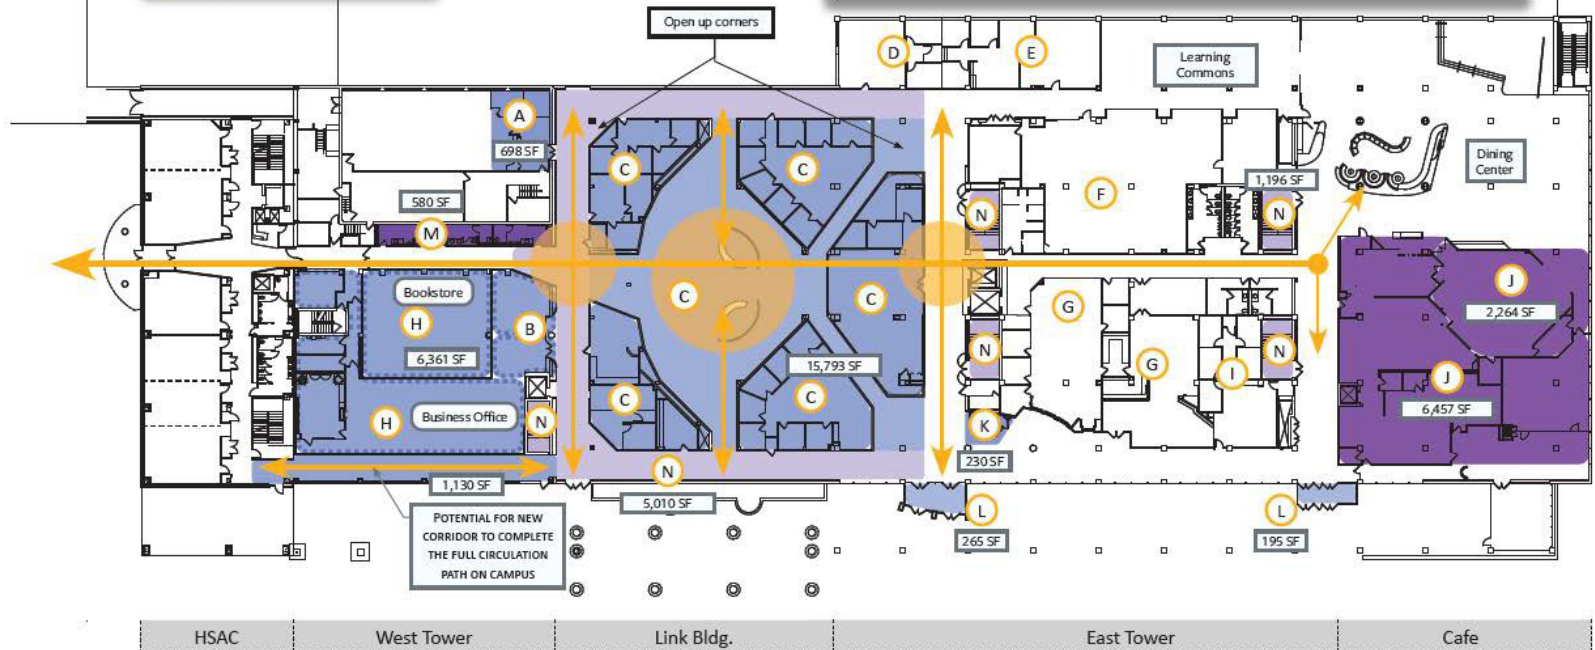 Open up corners
D
E
Learning
Commons
A
698 SF
C
C
Dining
Center
580 SF
1,196 SF
N
F
N
M
Bookstore
H
6,361 SF
B
C
C
G
J
2,264 SF
N
15,793 SF
G
I
N
J
6,457 SF
H
Business Office
N
C
C
K
230 SF
1,130 SF
N
5,010 SF
L
265 SF
L
195 SF
POTENTIAL FOR NEW
CORRIDOR TO COMPLETE
THE FULL CIRCULATION
PATH ON CAMPUS
HSAC
West Tower
Link Bldg.
East Tower
Cafe